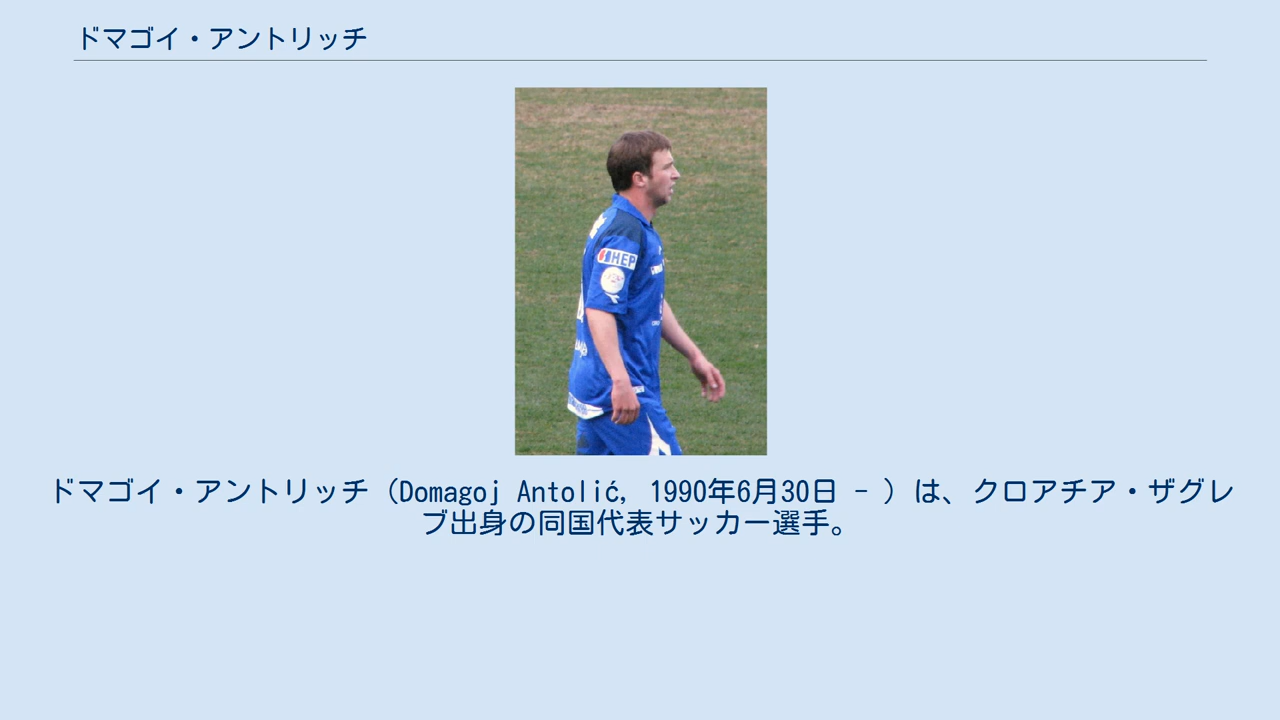 ドマゴイ・アントリッチ
HEP
ドマゴイ・アントリッチ（Domagoj Antolić, 1990年6月30日 - ）は、クロアチア・ザグレ
ブ出身の同国代表サッカー選手。